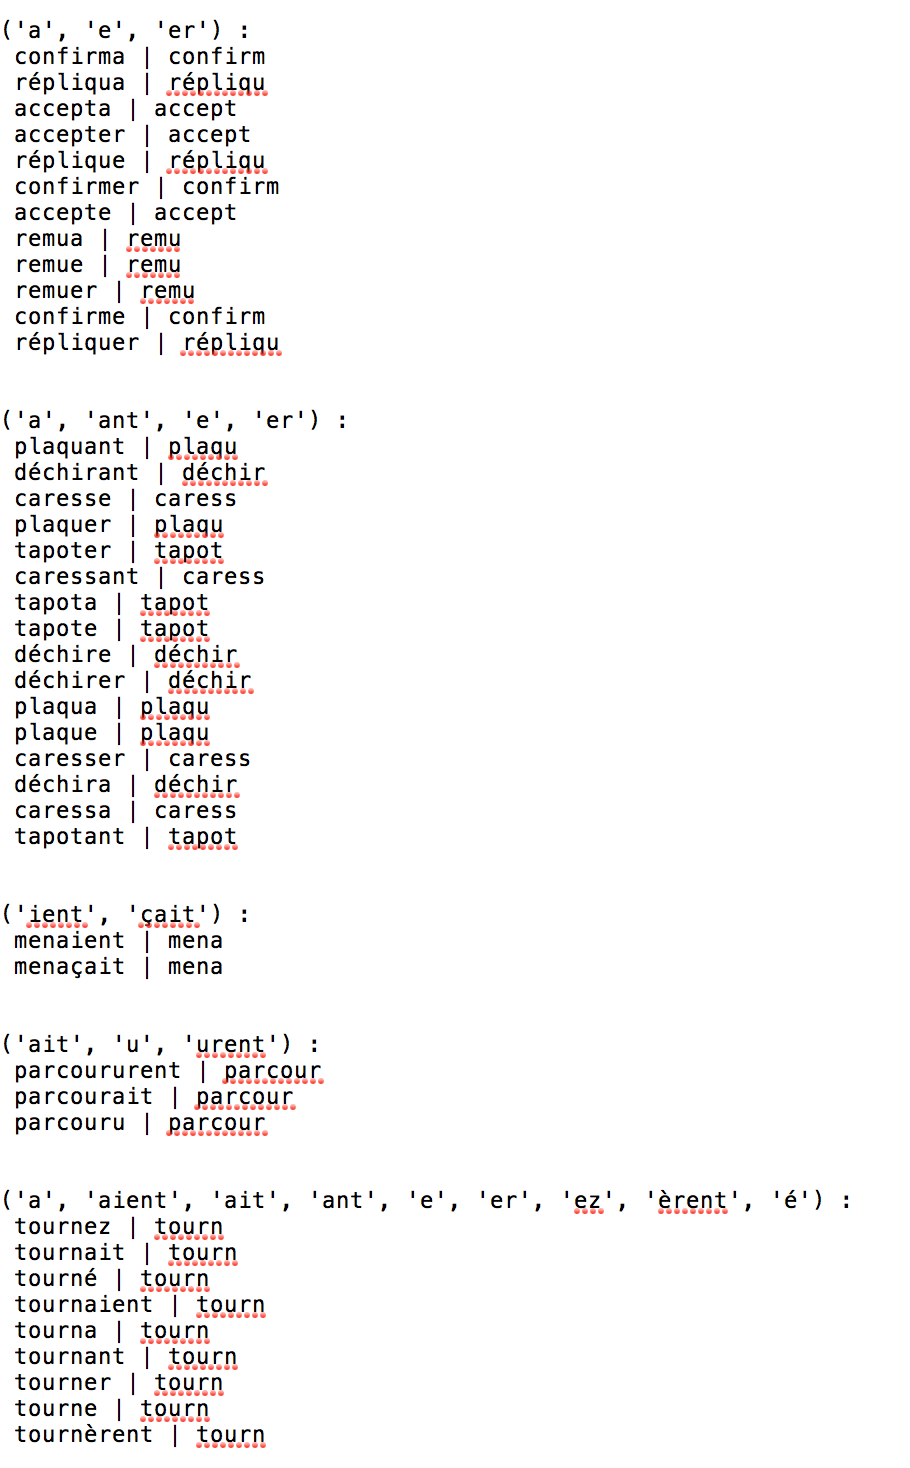 ('a', 'e', 'er') :
confirma | confirm
répliqua | répliqu
accepta | accept
accepter | accept
réplique | répliqu
confirmer | confirm
accepte | accept
remua | remu
remue | remu
remuer | remu
confirme | confirm
répliquer | répliqu
('a', 'ant', 'e', 'er') :
plaquant | plaqu
déchirant | déchir
caresse | caress
plaquer | plaqu
tapoter | tapot
caressant | caress
tapota | tapot
tapote | tapot
déchire | déchir
déchirer | déchir
plaqua | plaqu
plaque | plaqu
caresser | caress
déchira | déchir
caressa | caress
tapotant | tapot
('ient', 'çait') :
menaient | mena
menaçait | mena
('ait', 'u', 'urent') :
parcoururent | parcour
parcourait | parcour
parcouru | parcour
('a', 'aient', 'ait', 'ant', 'e', 'er', 'ez', 'èrent', 'é') :
tournez | tourn
tournait | tourn
tourné | tourn
tournaient | tourn
tourna | tourn
tournant | tourn
tourner | tourn
tourne | tourn
tournèrent | tourn